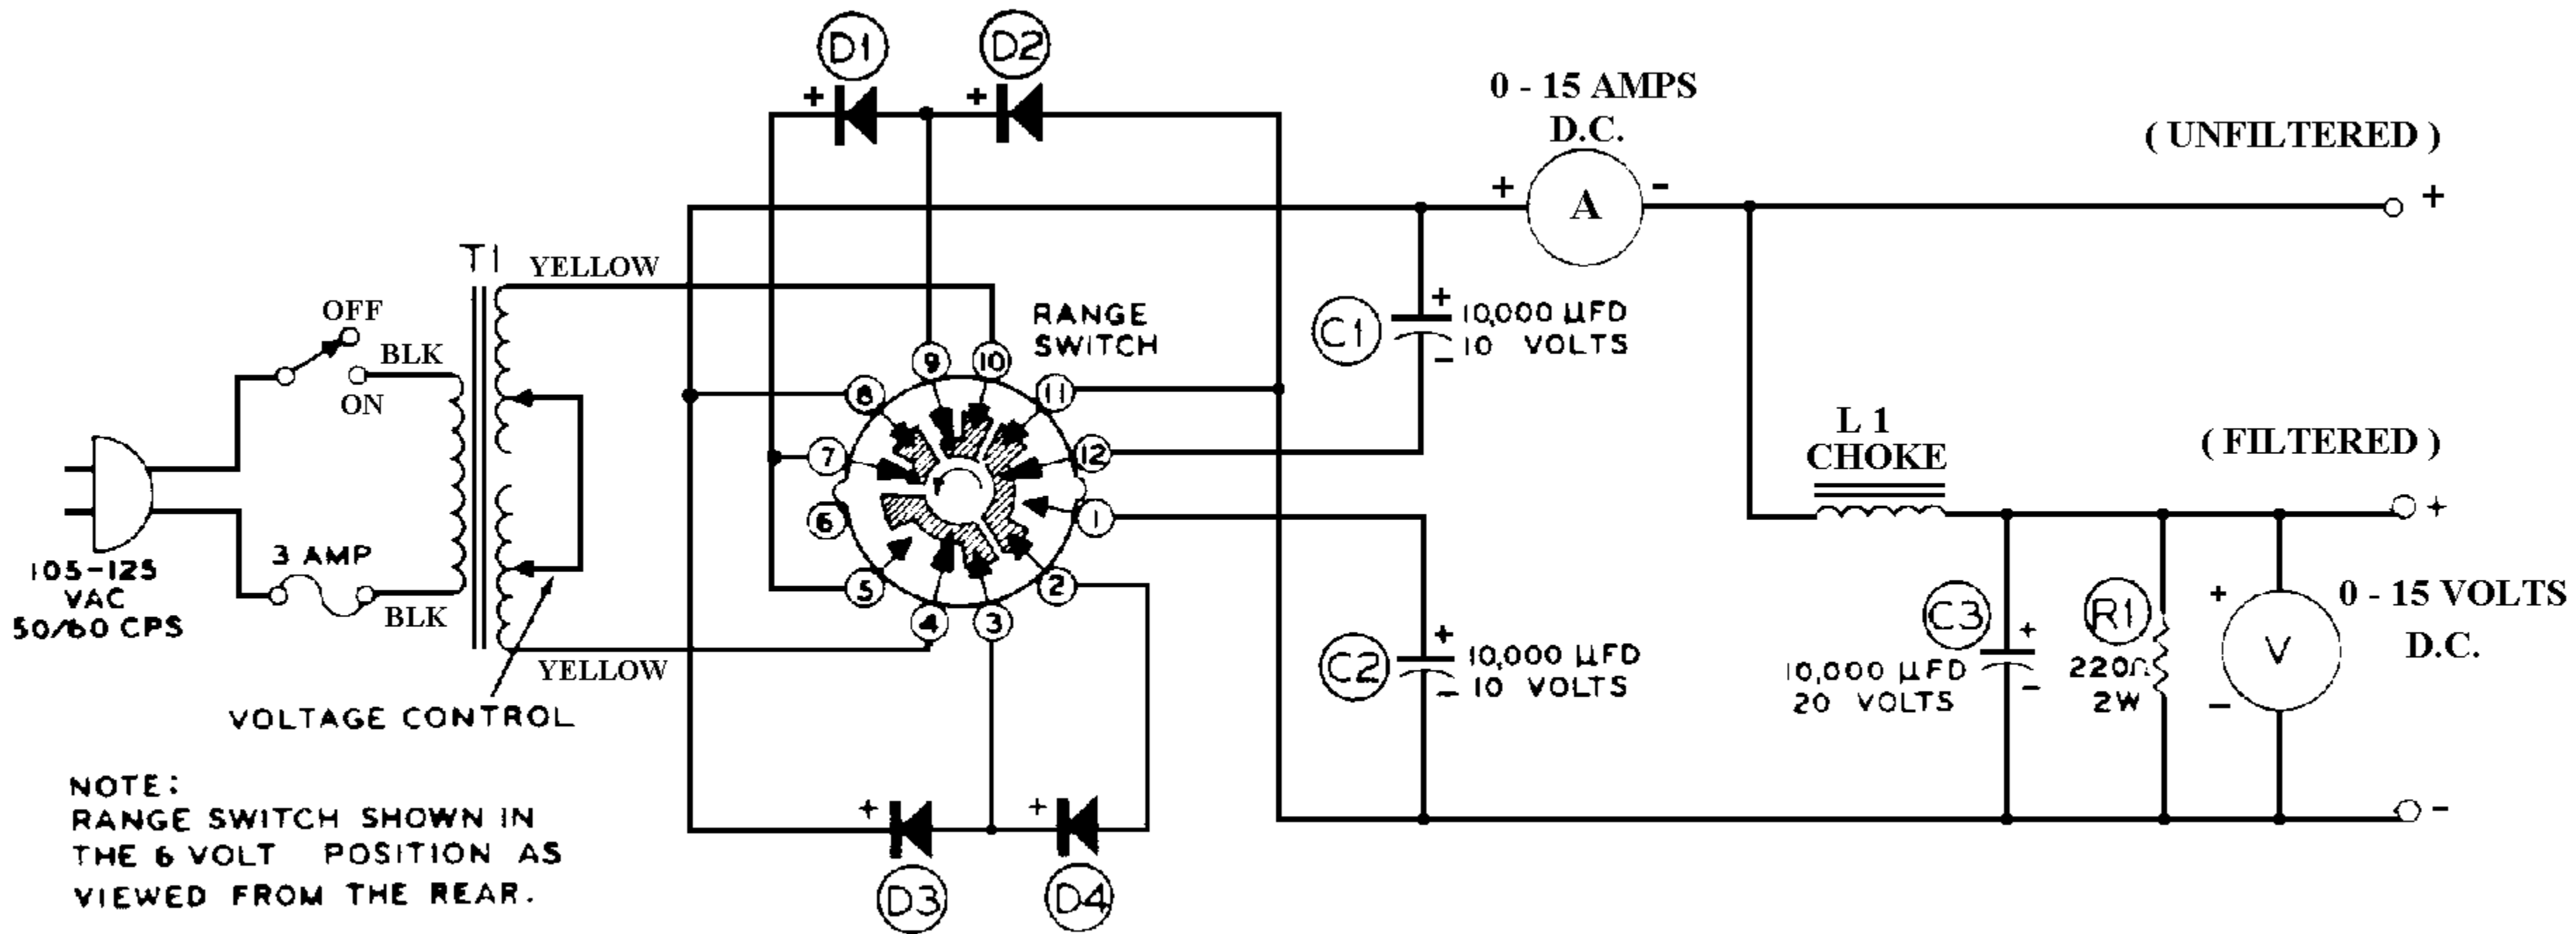 D1
D2
+
+
0 - 15 AMPS
D.C.
( UNFILTERED )
+
A
-
+
T1
YELLOW
OFF
BLK
ON
RANGE
SWITCH
+
C1
10,000 µFD
10 VOLTS
-
9
10
8
11
7
12
6
1
5
2
4
3
L 1
CHOKE
( FILTERED )
+
105-125
VAC
50/60 CPS
3 AMP
BLK
YELLOW
VOLTAGE CONTROL
+
C2
10,000 µFD
10 VOLTS
-
C3
+
10,000 µFD
20 VOLTS
-
R1
220Ω
2W
+
V
-
0 - 15 VOLTS
D.C.
-
NOTE:
RANGE SWITCH SHOWN IN
THE 6 VOLT POSITION AS
VIEWED FROM THE REAR.
+
D3
+
D4